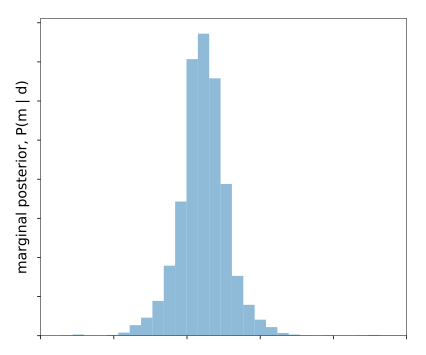 marginal posterior, P(m | d)